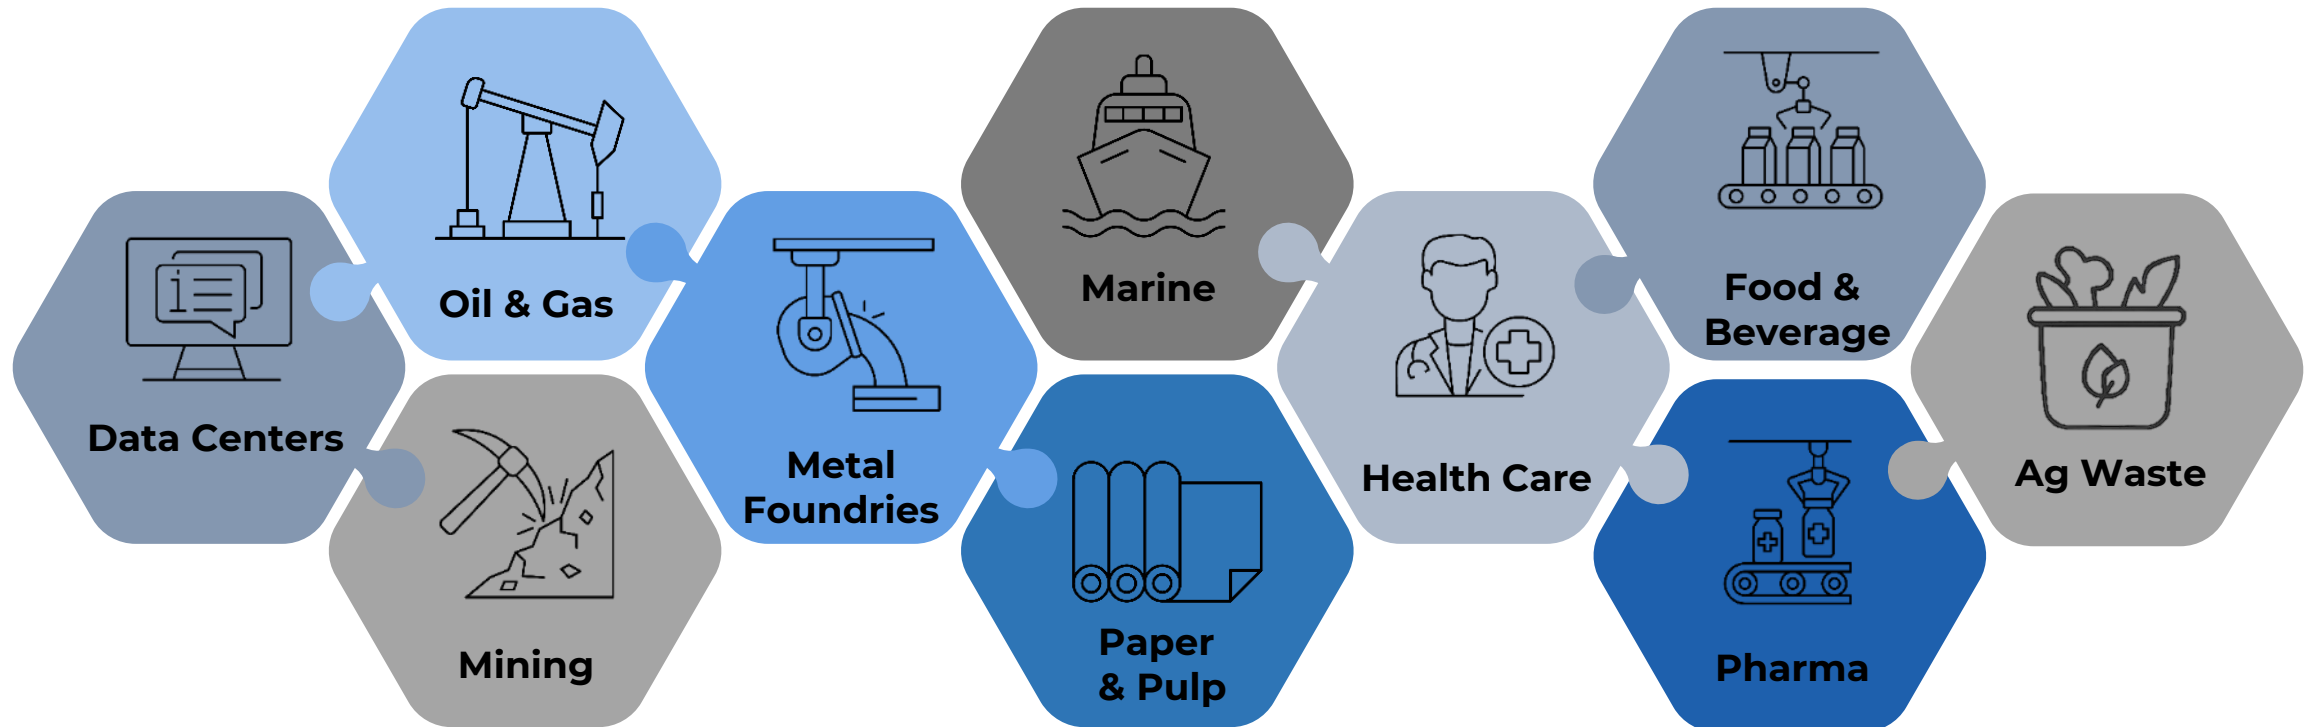 Data Centers
Oil & Gas
Mining
Metal
Foundries
Marine
Paper
& Pulp
Health Care
Food &
Beverage
Pharma
Ag Waste